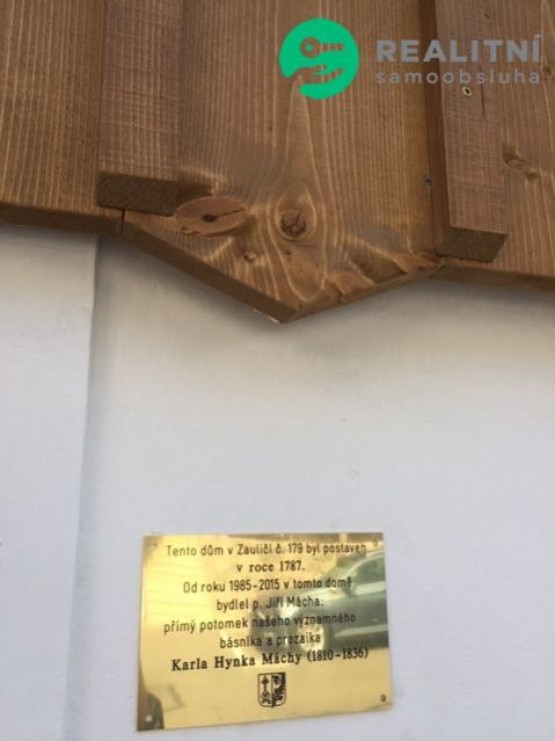 REALITNÍ
samoobsluha
Tento dům v Zauličí č. 179 byl postaven
v roce 1787.
Od roku 1985-2015 v tomto domě
bydlel p. Jiří Mácha:
přímý potomek našeho významného
básníka a prozaika
Karla Hynka Máchy (1810-1836)